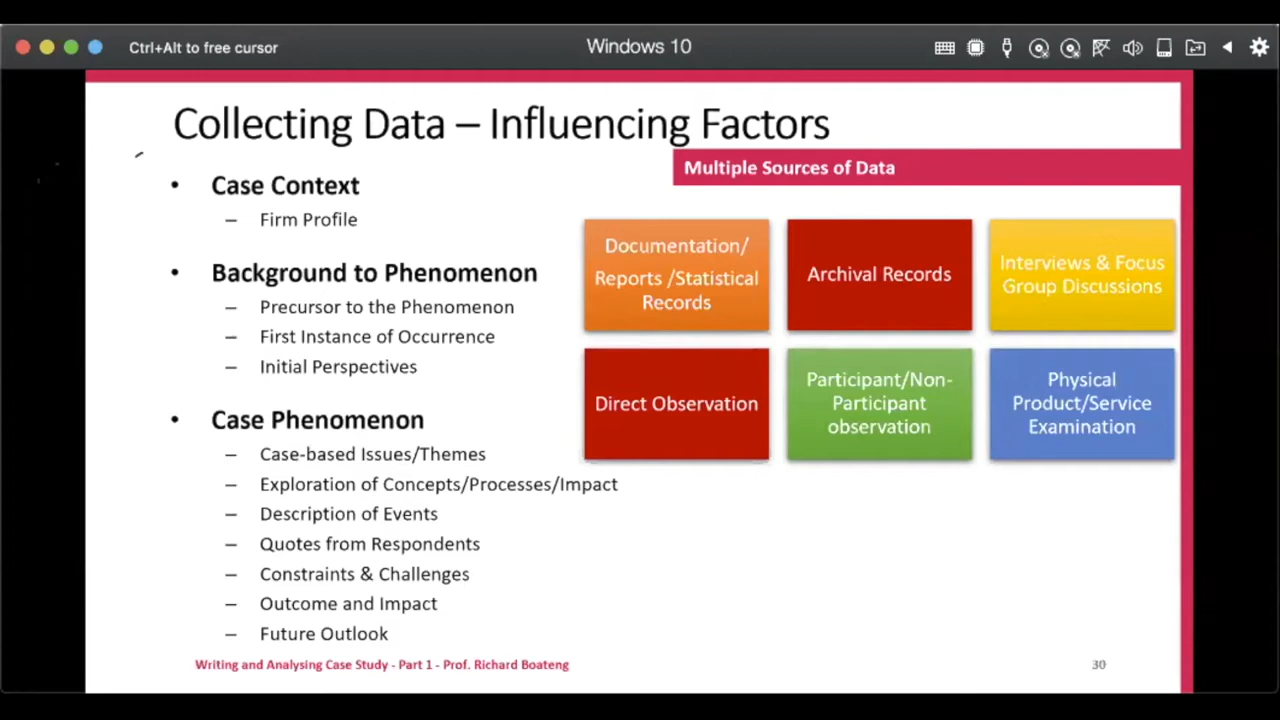 Ctrl+Alt to free cursor
Windows 10
Collecting Data – Influencing Factors
Multiple Sources of Data
• Case Context
– Firm Profile
• Background to Phenomenon
– Precursor to the Phenomenon
– First Instance of Occurrence
– Initial Perspectives
• Case Phenomenon
– Case-based Issues/Themes
– Exploration of Concepts/Processes/Impact
– Description of Events
– Quotes from Respondents
– Constraints & Challenges
– Outcome and Impact
– Future Outlook
Documentation/
Reports /Statistical
Records
Archival Records
Interviews & Focus
Group Discussions
Direct Observation
Participant/Non-
Participant
observation
Physical
Product/Service
Examination
Writing and Analysing Case Study - Part 1 - Prof. Richard Boateng
30